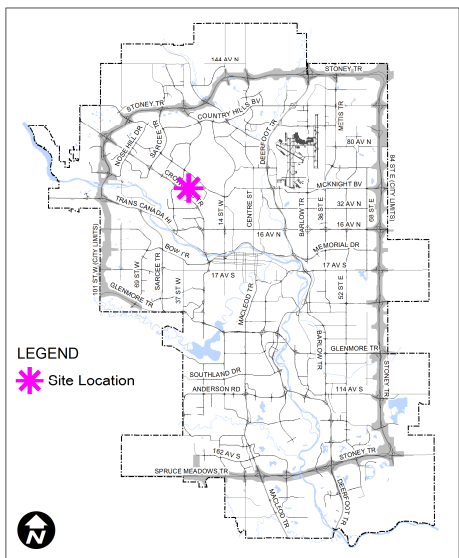 144 AV N
STONEY TR
STONEY TR
COUNTRY HILLS BV
METIS TR
NOSE HILL DR
SARCEE TR
DEERFOOT TR
80 AV N
84 ST E (CITY LIMITS)
MCKNIGHT BV
14 ST W
CENTRE ST
BARLOW TR
36 ST E
32 AV N
68 ST E
TRANS CANADA HI
16 AV N
16 AV N
MEMORIAL DR
101 ST W (CITY LIMITS)
BOW TR
17 AV S
17 AV S
69 ST W
SARCEE TR
37 ST W
52 ST E
GLENMORE TR
MACLEOD TR
BARLOW TR
GLENMORE TR
LEGEND
Site Location
SOUTHLAND DR
ANDERSON RD
114 AV S
STONEY TR
162 AV S
STONEY TR
SPRUCE MEADOWS TR
MACLEOD TR
DEERFOOT TR
N